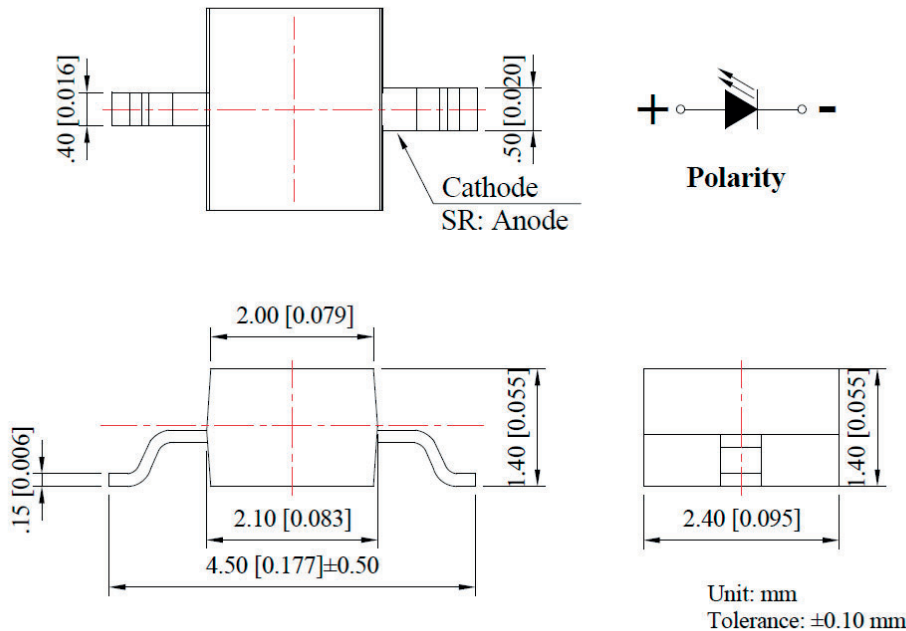 .40 [0.016]
.50 [0.020]
Cathode
SR: Anode
+ -
Polarity
2.00 [0.079]
.15 [0.006]
1.40 [0.055]
1.40 [0.055]
2.10 [0.083]
4.50 [0.177]±0.50
2.40 [0.095]
Unit: mm
Tolerance: ±0.10 mm